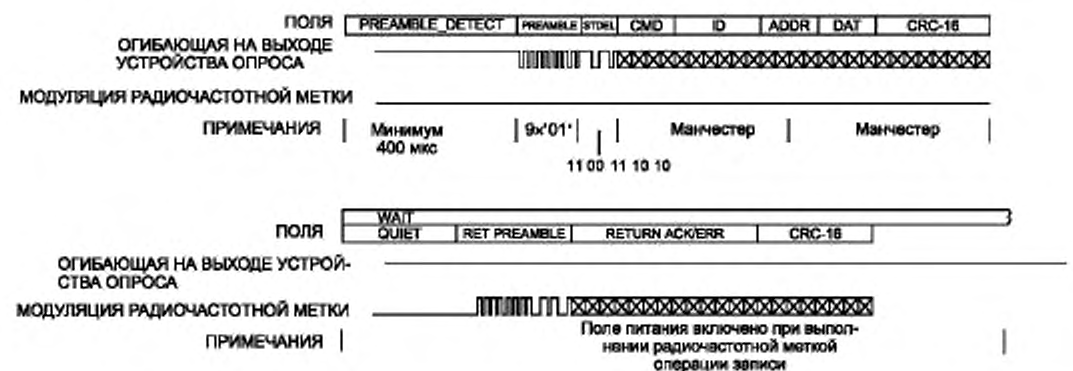 ПОЛЯ PREAMBLE_DETECT PREAMBLE STDEL CMD ID ADDR DAT CRC-16
ОГИБАЮЩАЯ НА ВЫХОДЕ
УСТРОЙСТВА ОПРОСА
МОДУЛЯЦИЯ РАДИОЧАСТОТНОЙ МЕТКИ
ПРИМЕЧАНИЯ Минимум 9x'01' Манчестер Манчестер
400 мкс
11 00 11 10 10
WAIT
ПОЛЯ QUIET RET PREAMBLE RETURN ACK/ERR CRC-16
ОГИБАЮЩАЯ НА ВЫХОДЕ УСТРОЙ-
СТВА ОПРОСА
МОДУЛЯЦИЯ РАДИОЧАСТОТНОЙ МЕТКИ
ПРИМЕЧАНИЯ Поле питания включено при выпол-
нении радиочастотной меткой
операции записи